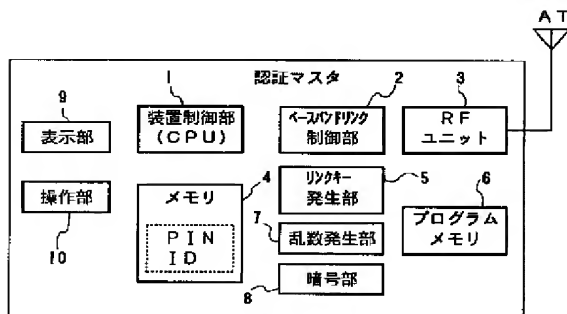 AT
認証マスタ
1
2
3
9
表示部
装置制御部
(CPU)
ベースバンドリンク
制御部
RF
ユニット
操作部
10
4
メモリ
PIN
ID
リンクキー
発生部
5
6
プログラム
メモリ
7
乱数発生部
暗号部
8